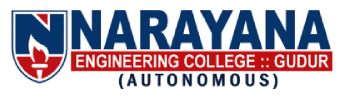 NARAYANA
ENGINEERING COLLEGE :: GUDUR
(AUTONOMOUS)